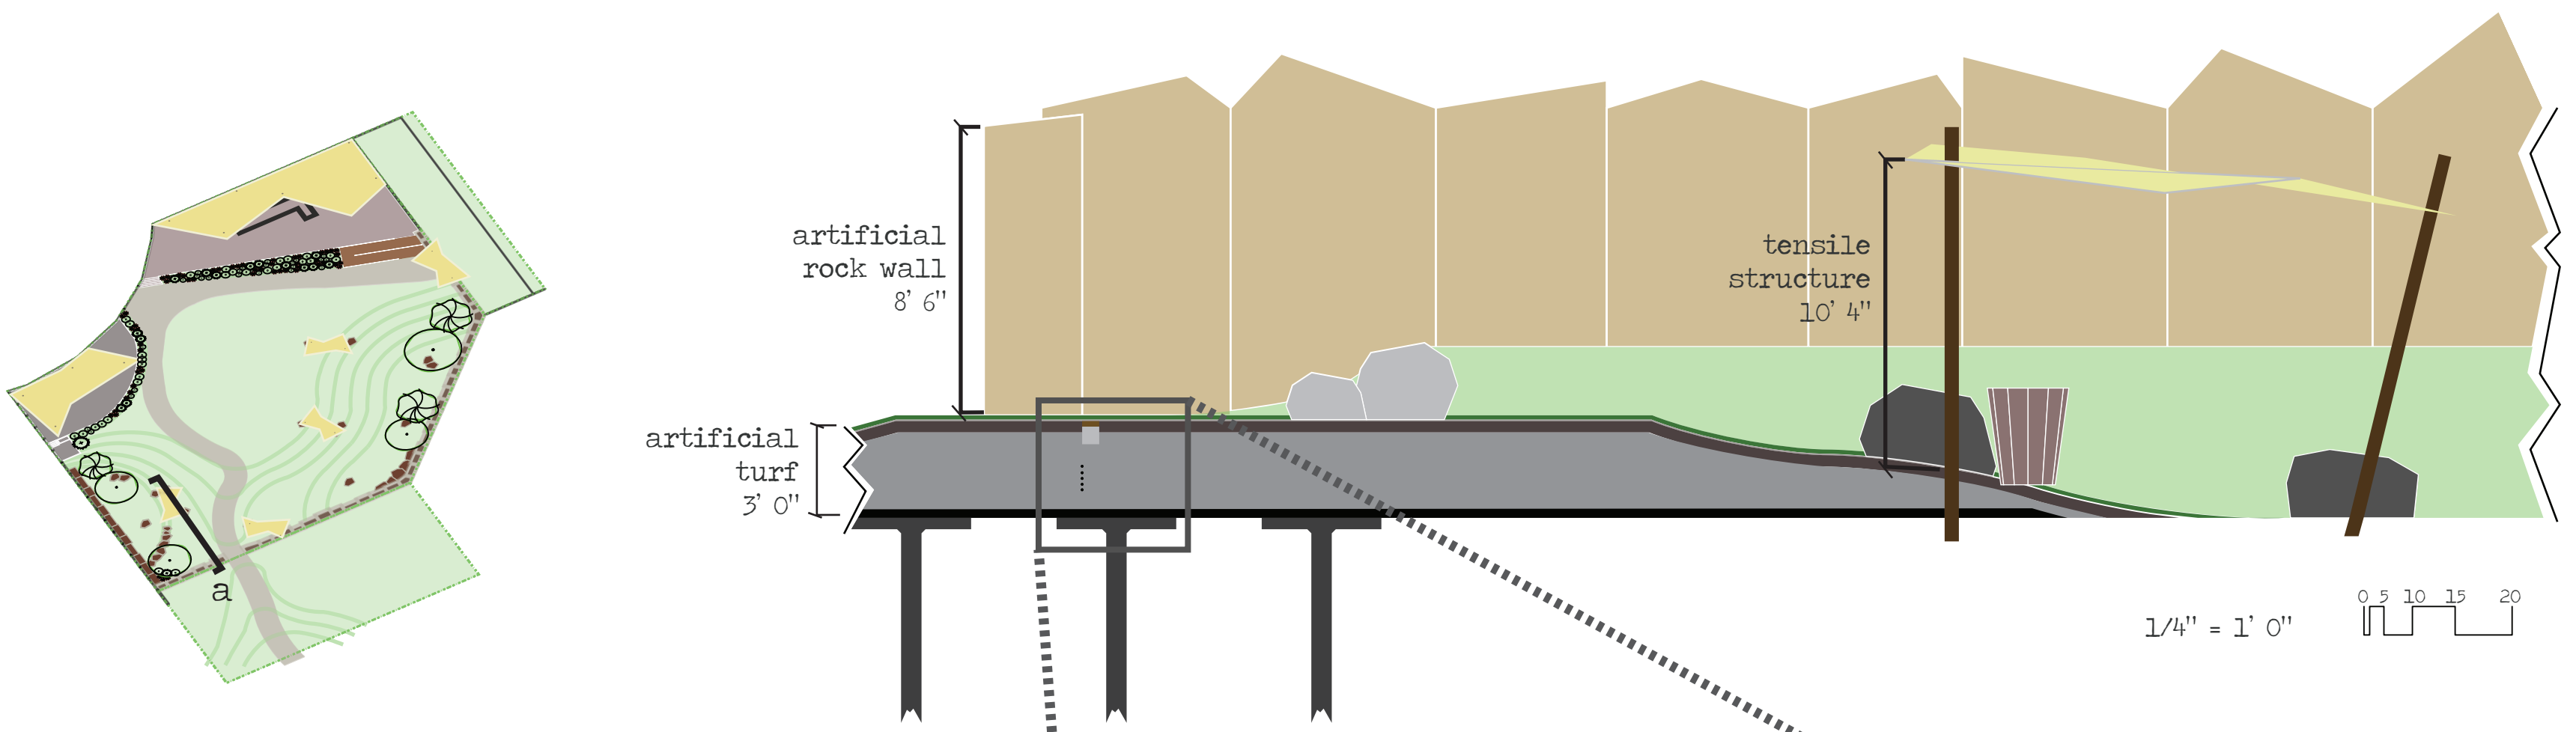 artificial
rock wall
8' 6"
tensile
structure
10' 4"
artificial
turf
3' 0"
a
0 5 10 15 20
1/4" = 1' 0"